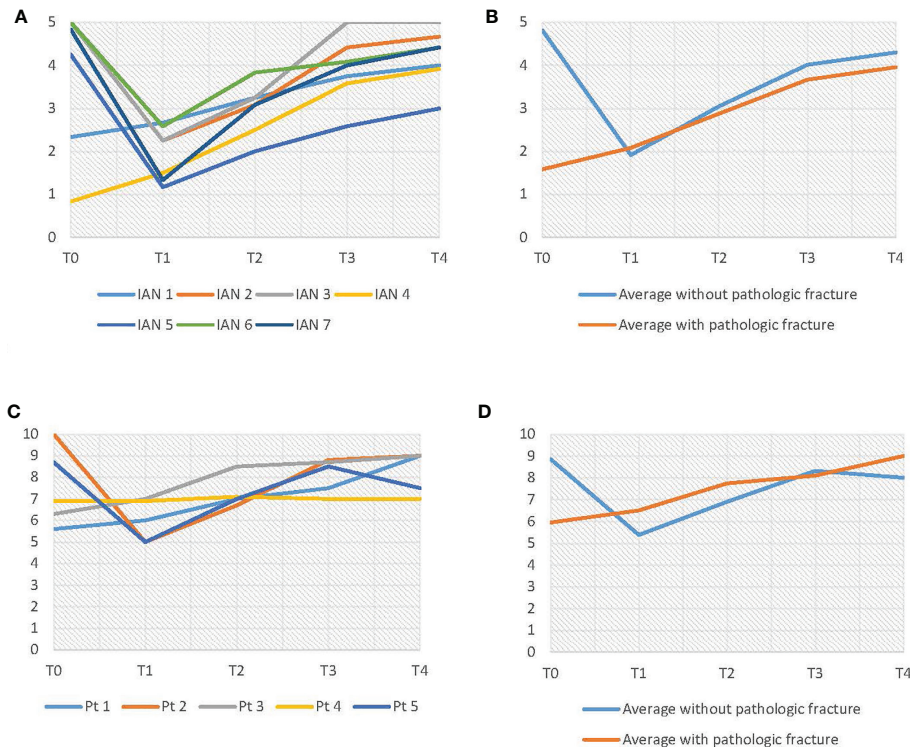 A
5
4
3
2
1
0
T0 T1 T2 T3 T4
IAN 1 IAN 2 IAN 3 IAN 4
IAN 5 IAN 6 IAN 7
B
5
4
3
2
1
0
T0 T1 T2 T3 T4
Average without pathologic fracture
Average with pathologic fracture
C
10
9
8
7
6
5
4
3
2
1
0
T0 T1 T2 T3 T4
Pt 1 Pt 2 Pt 3 Pt 4 Pt 5
D
10
9
8
7
6
5
4
3
2
1
0
T0 T1 T2 T3 T4
Average without pathologic fracture
Average with pathologic fracture